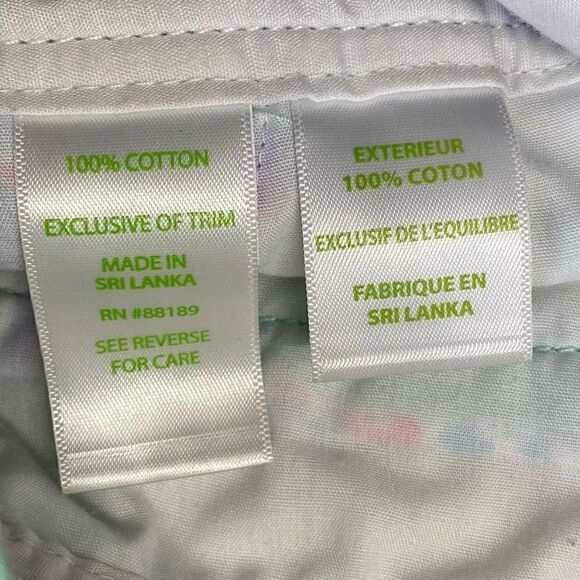 100% COTTON
EXCLUSIVE OF TRIM
MADE IN
SRI LANKA
RN #88189
SEE REVERSE
FOR CARE
EXTERIEUR
100% COTON
EXCLUSIF DE L'EQUILIBRE
FABRIQUE EN
SRI LANKA